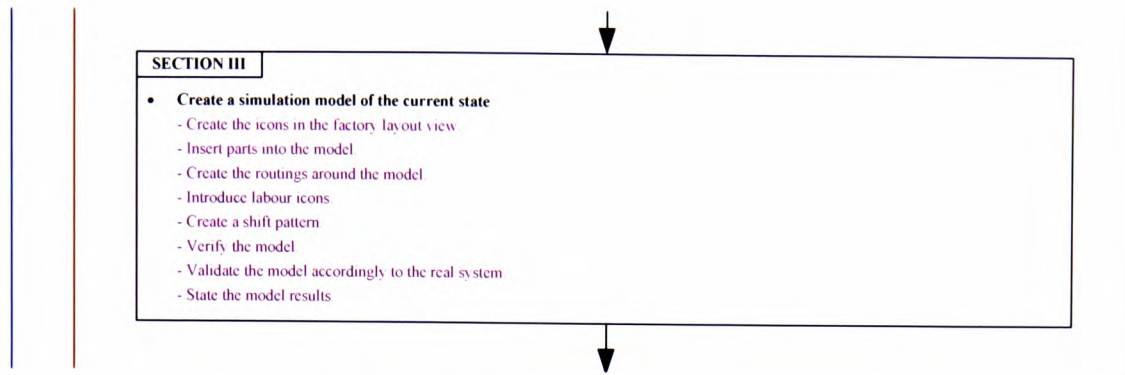 SECTION III
• Create a simulation model of the current state
- Create the icons in the factory layout view
- Insert parts into the model
- Create the routings around the model
- Introduce labour icons
- Create a shift pattern
- Verify the model
- Validate the model accordingly to the real system
- State the model results